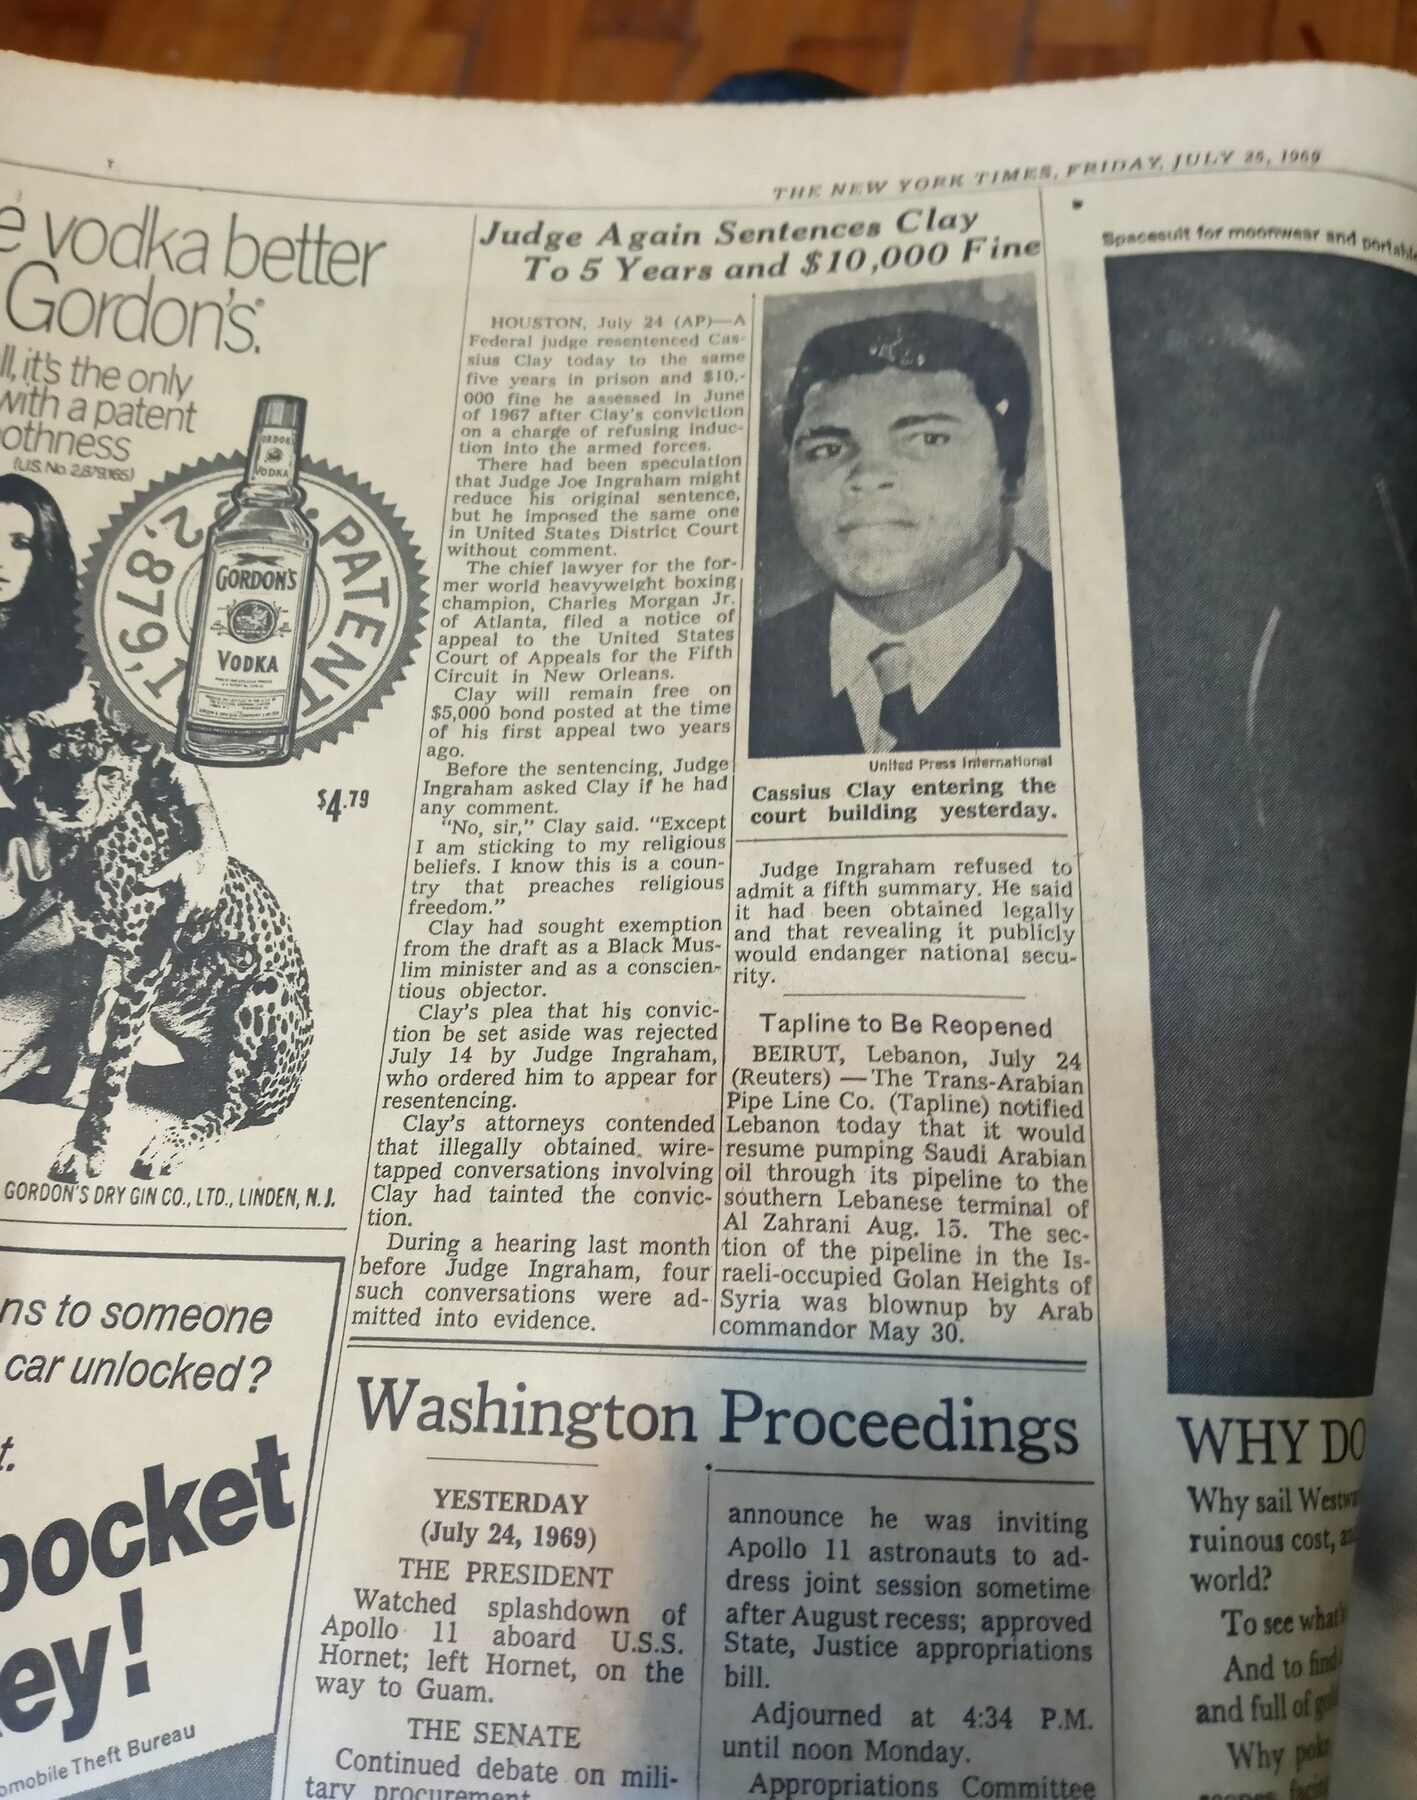 THE NEW YORK TIMES, FRIDAY, JULY 25, 1969
vodka better
Gordon's.
it's the only
with a patent
(U.S. No. 2,879,165)
PATENT
2,879,1
GORDON'S
VODKA
GORDON'S
VODKA
$4.79
GORDON'S DRY GIN CO., LTD., LINDEN, N.J.
to someone
car unlocked?
Theft Bureau
Judge Again Sentences Clay
To 5 Years and $10,000 Fine
HOUSTON, July 24 (AP)—A
Federal judge resentenced Cas-
sius Clay today to the same
five years in prison and $10,-
000 fine he assessed in June
of 1967 after Clay's conviction
on a charge of refusing induc-
tion into the armed forces.
There had been speculation
that Judge Joe Ingraham might
reduce his original sentence,
but he imposed the same one
in United States District Court
without comment.
The chief lawyer for the for-
mer world heavyweight boxing
champion, Charles Morgan Jr.
of Atlanta, filed a notice of
appeal to the United States
Court of Appeals for the Fifth
Circuit in New Orleans.
Clay will remain free on
$5,000 bond posted at the time
of his first appeal two years
ago.
Before the sentencing, Judge
Ingraham asked Clay if he had
any comment.
"No, sir," Clay said. "Except
I am sticking to my religious
beliefs. I know this is a coun-
try that preaches religious
freedom."
Clay had sought exemption
from the draft as a Black Mus-
lim minister and as a conscien-
tious objector.
Clay's plea that his convic-
tion be set aside was rejected
July 14 by Judge Ingraham,
who ordered him to appear for
resentencing.
Clay's attorneys contended
that illegally obtained wire-
tapped conversations involving
Clay had tainted the convic-
tion.
During a hearing last month
before Judge Ingraham, four
such conversations were ad-
mitted into evidence.
United Press International
Cassius Clay entering the
court building yesterday.
Judge Ingraham refused to
admit a fifth summary. He said
it had been obtained legally
and that revealing it publicly
would endanger national secu-
rity.
Tapline to Be Reopened
BEIRUT, Lebanon, July 24
(Reuters) — The Trans-Arabian
Pipe Line Co. (Tapline) notified
Lebanon today that it would
resume pumping Saudi Arabian
oil through its pipeline to the
southern Lebanese terminal of
Al Zahrani Aug. 15. The sec-
tion of the pipeline in the Is-
raeli-occupied Golan Heights of
Syria was blownup by Arab
commandor May 30.
Washington Proceedings
YESTERDAY
(July 24, 1969)
THE PRESIDENT
Watched splashdown of
Apollo 11 aboard U.S.S.
Hornet; left Hornet, on the
way to Guam.
THE SENATE
Continued debate on mili-
tary procurement
announce he was inviting
Apollo 11 astronauts to ad-
dress joint session sometime
after August recess; approved
State, Justice appropriations
bill.
Adjourned at 4:34 P.M.
until noon Monday.
Appropriations Committee
Spacesuit for moonwear and
WHY DO
Why sail
ruinous cost,
world?
To see
And to find
and full of
Why